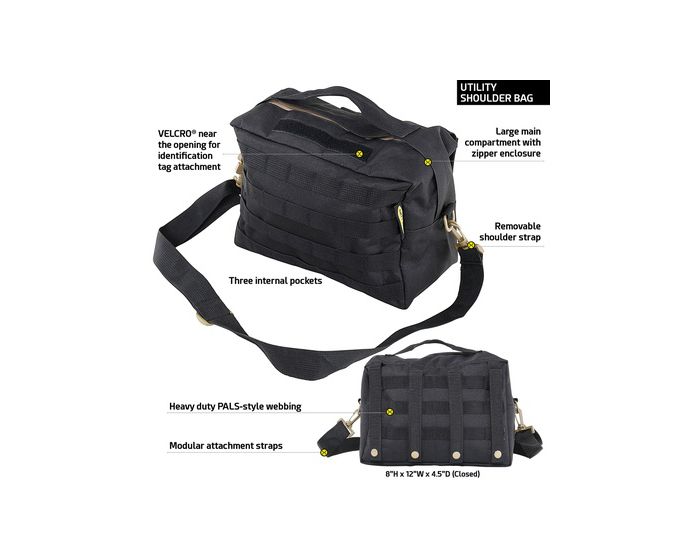 UTILITY
SHOULDER BAG
VELCRO® near
the opening for
identification
tag attachment
Large main
compartment with
zipper enclosure
Removable
shoulder strap
Three internal pockets
Heavy duty PALS-style webbing
Modular attachment straps
8"H x 12"W x 4.5"D (Closed)